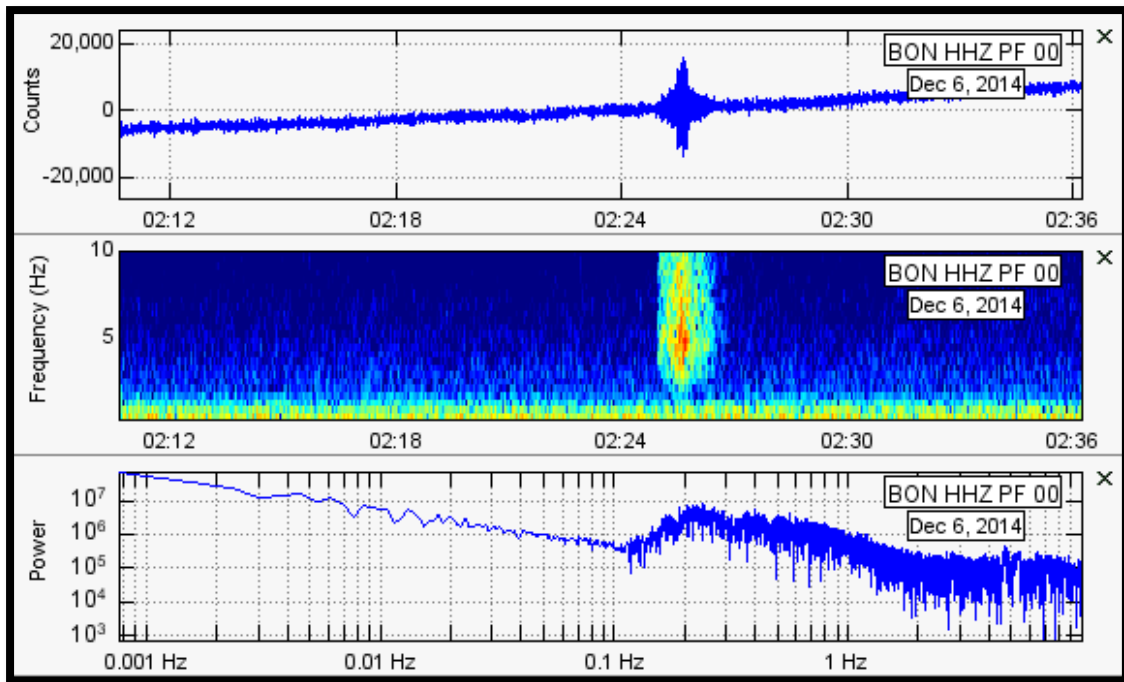 20,000
0
-20,000
Counts
BON HHZ PF 00
Dec 6, 2014
×
02:12 02:18 02:24 02:30 02:36
10
5
Frequency (Hz)
BON HHZ PF 00
Dec 6, 2014
×
02:12 02:18 02:24 02:30 02:36
10⁷
10⁶
10⁵
10⁴
10³
Power
BON HHZ PF 00
Dec 6, 2014
×
0.001 Hz 0.01 Hz 0.1 Hz 1 Hz